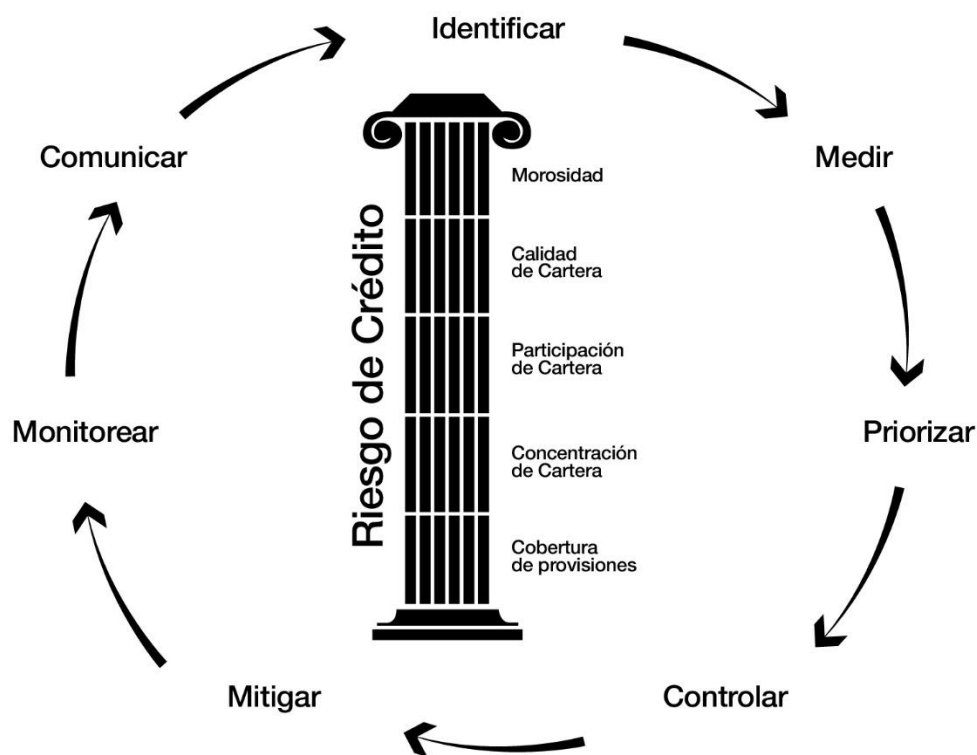 Identificar
Medir
Priorizar
Controlar
Mitigar
Monitorear
Comunicar
Riesgo de Crédito
Morosidad
Calidad
de Cartera
Participación
de Cartera
Concentración
de Cartera
Cobertura
de provisiones